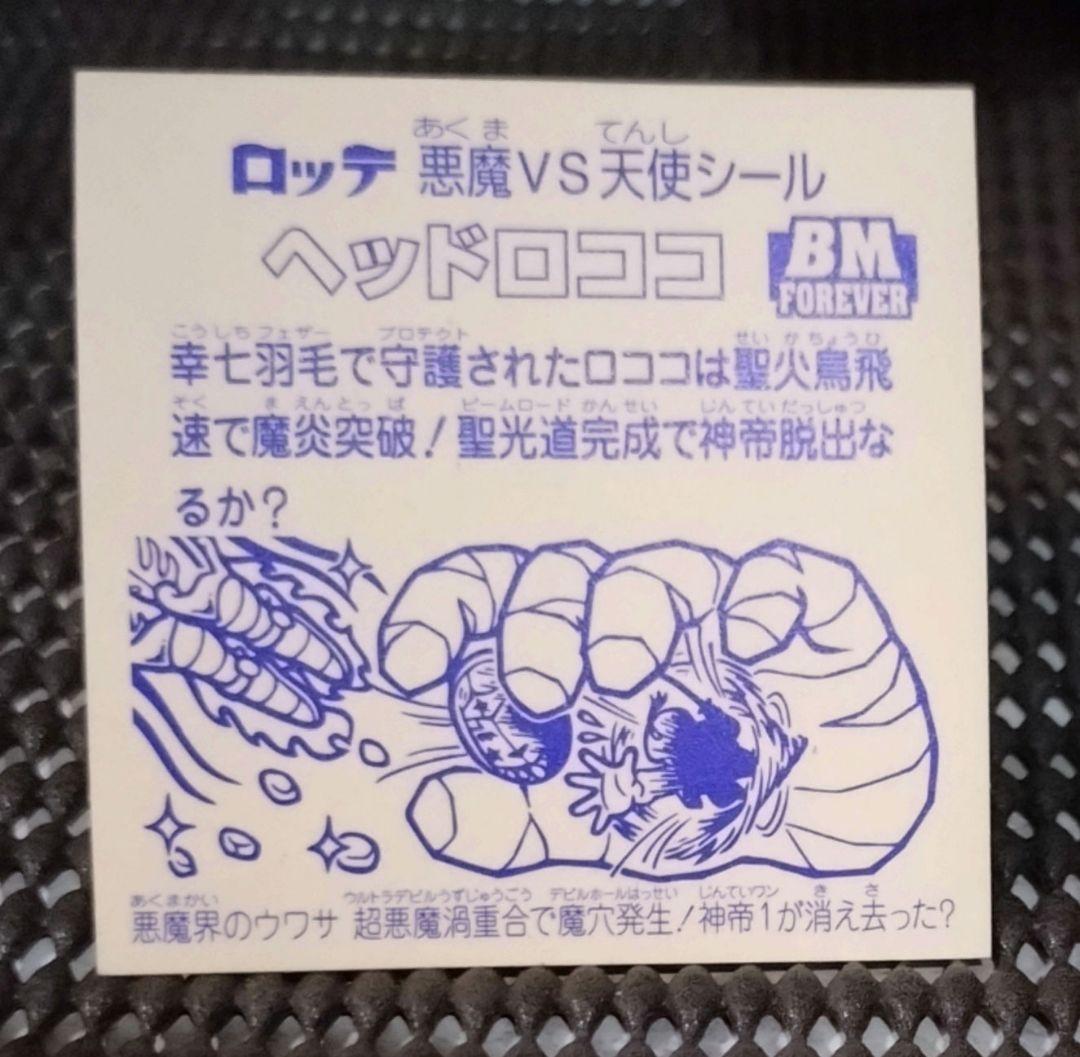 あくま てんし
ロッテ 悪魔VS天使シール
ヘッドロココ
BM
FOREVER
こうしちフェザー プロテクト せいかちょうひ
幸七羽毛で守護されたロココは聖火鳥飛
そく まえんとっぱ ビームロード かんせい じんていだっしゅつ
速で魔炎突破！聖光道完成で神帝脱出な
るか？
あくまかい ウルトラデビルうずじゅうごう デビルホールはっせい じんていワン きさ
悪魔界のウワサ 超悪魔渦重合で魔穴発生！神帝1が消え去った？